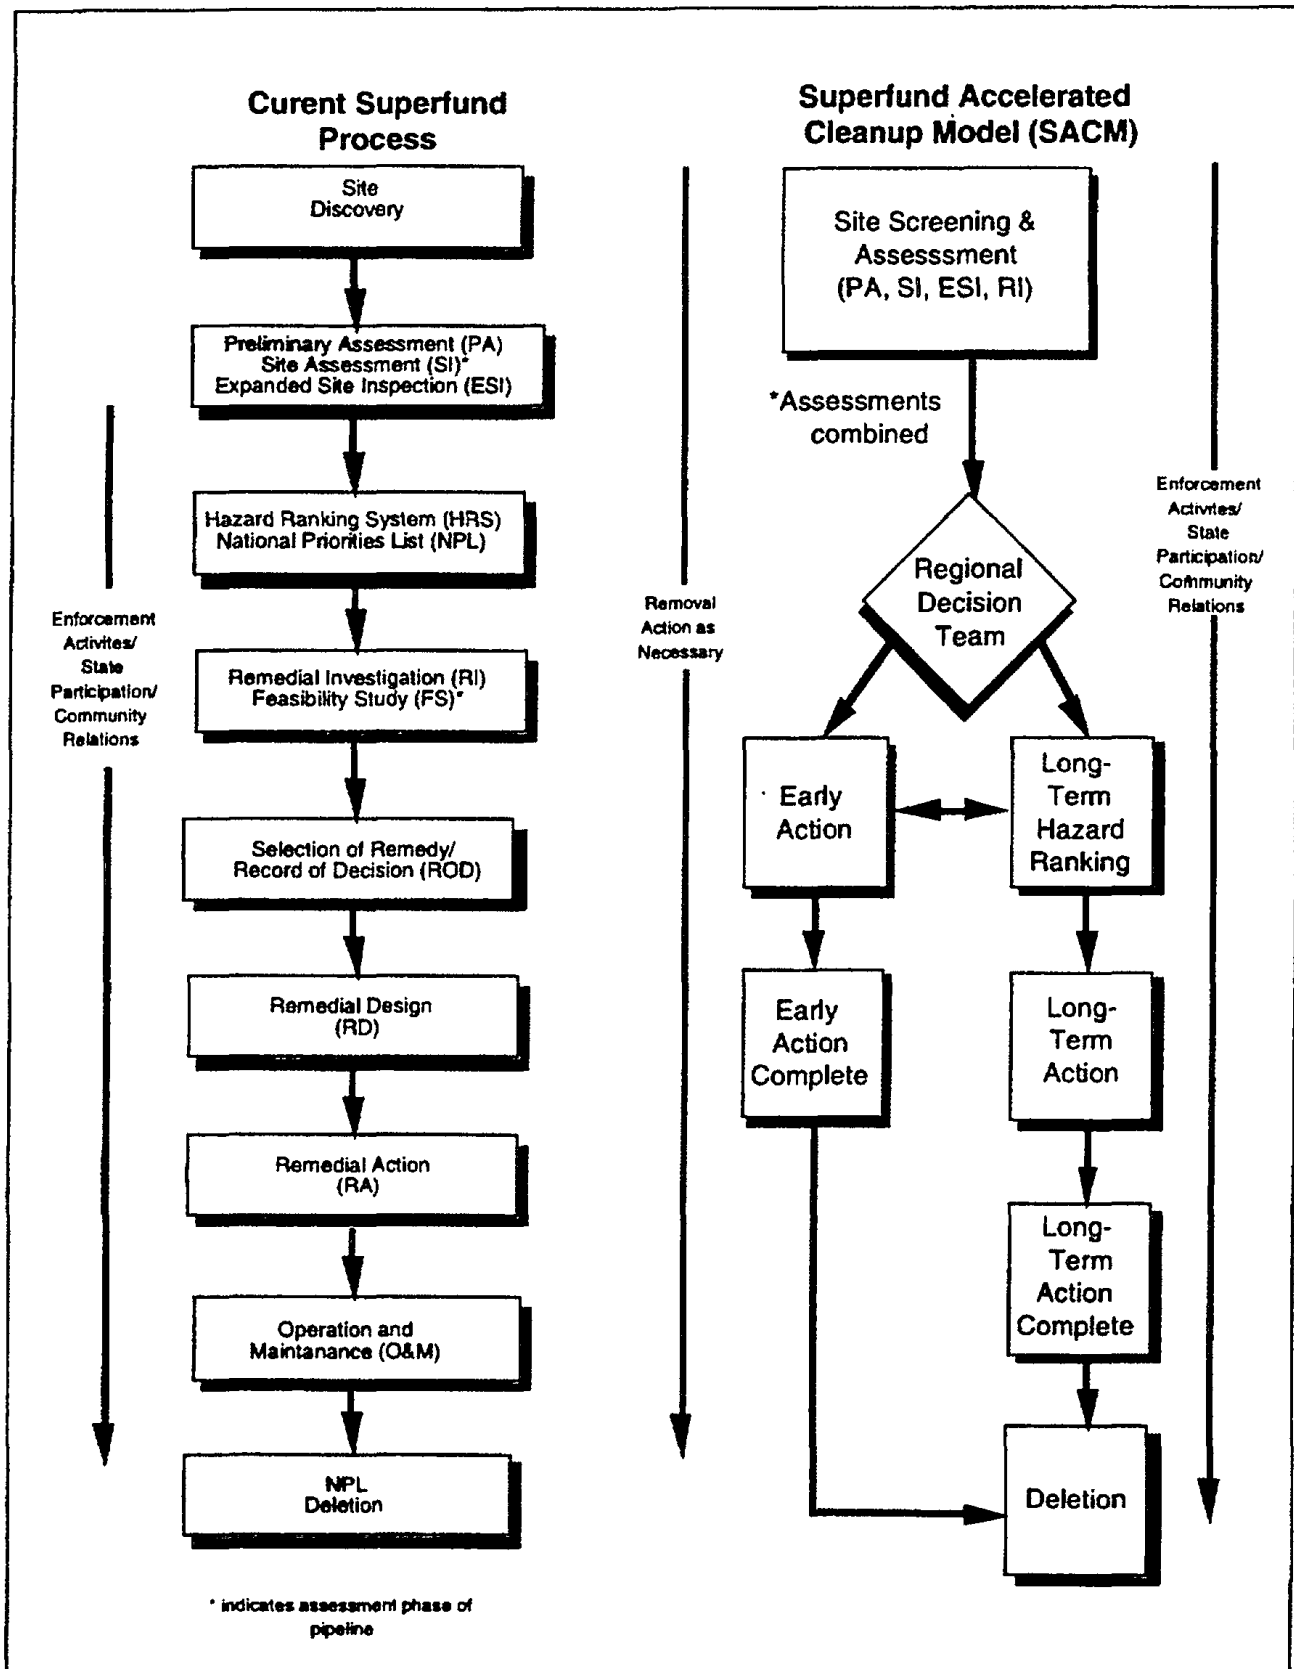 Curent Superfund
Process
Site
Discovery
Preliminary Assessment (PA)
Site Assessment (SI)*
Expanded Site Inspection (ESI)
Hazard Ranking System (HRS)
National Priorities List (NPL)
Enforcement
Activites/
State
Participation/
Community
Relations
Remedial Investigation (RI)
Feasibility Study (FS)*
Selection of Remedy/
Record of Decision (ROD)
Remedial Design
(RD)
Remedial Action
(RA)
Operation and
Maintanance (O&M)
NPL
Deletion
* indicates assessment phase of
pipeline
Removal
Action as
Necessary
Superfund Accelerated
Cleanup Model (SACM)
Site Screening &
Assesssment
(PA, SI, ESI, RI)
*Assessments
combined
Regional
Decision
Team
Early
Action
Long-
Term
Hazard
Ranking
Early
Action
Complete
Long-
Term
Action
Long-
Term
Action
Complete
Deletion
Enforcement
Activites/
State
Participation/
Community
Relations